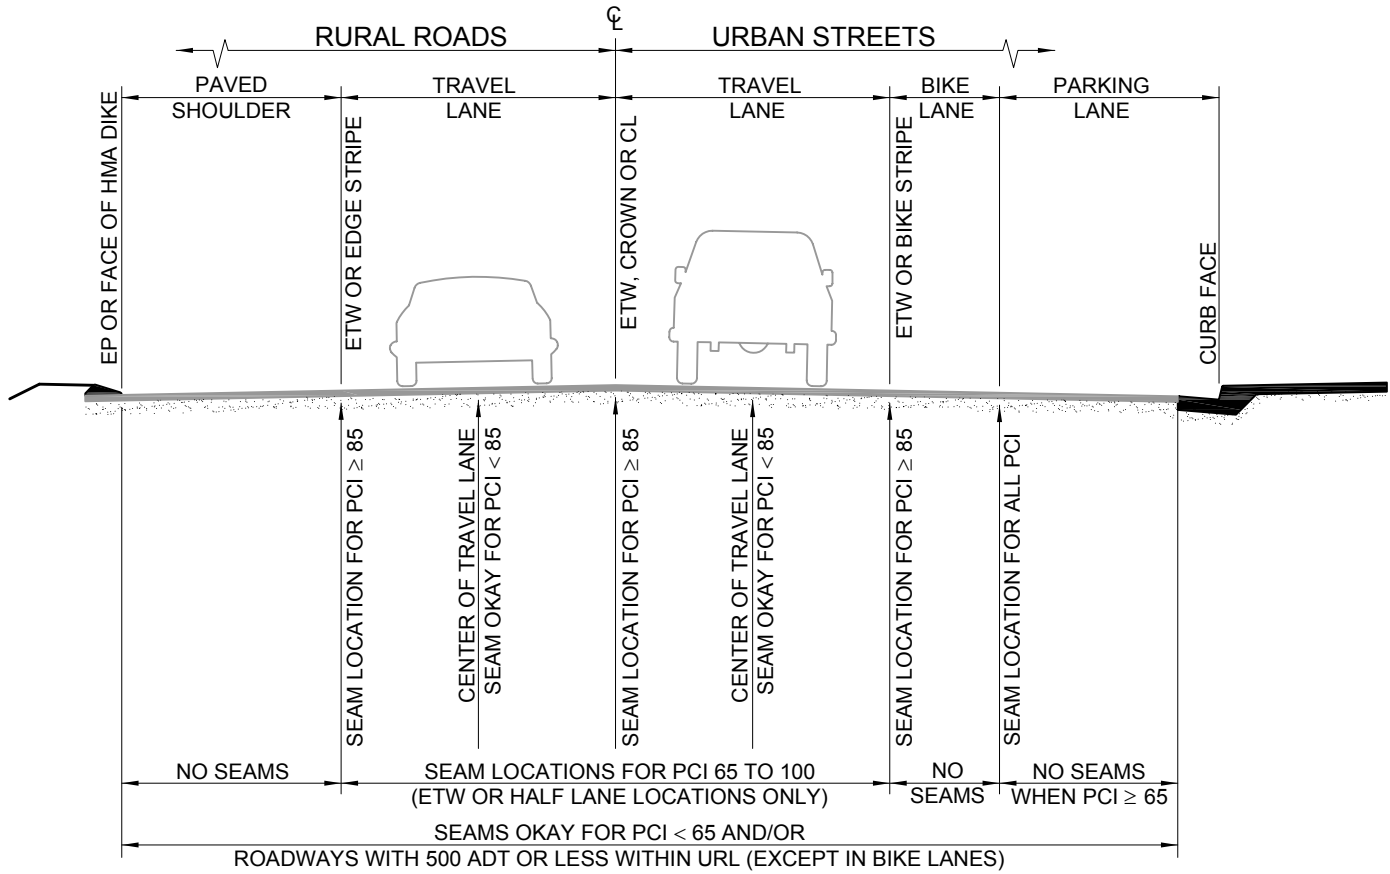 ℄
RURAL ROADS
URBAN STREETS
PAVED
SHOULDER
TRAVEL
LANE
TRAVEL
LANE
BIKE
LANE
PARKING
LANE
EP OR FACE OF HMA DIKE
ETW OR EDGE STRIPE
ETW, CROWN OR CL
ETW OR BIKE STRIPE
CURB FACE
SEAM LOCATION FOR PCI ≥ 85
CENTER OF TRAVEL LANE
SEAM OKAY FOR PCI < 85
SEAM LOCATION FOR PCI ≥ 85
CENTER OF TRAVEL LANE
SEAM OKAY FOR PCI < 85
SEAM LOCATION FOR PCI ≥ 85
SEAM LOCATION FOR ALL PCI
NO SEAMS
SEAM LOCATIONS FOR PCI 65 TO 100
(ETW OR HALF LANE LOCATIONS ONLY)
NO
SEAMS
NO SEAMS
WHEN PCI ≥ 65
SEAMS OKAY FOR PCI < 65 AND/OR
ROADWAYS WITH 500 ADT OR LESS WITHIN URL (EXCEPT IN BIKE LANES)